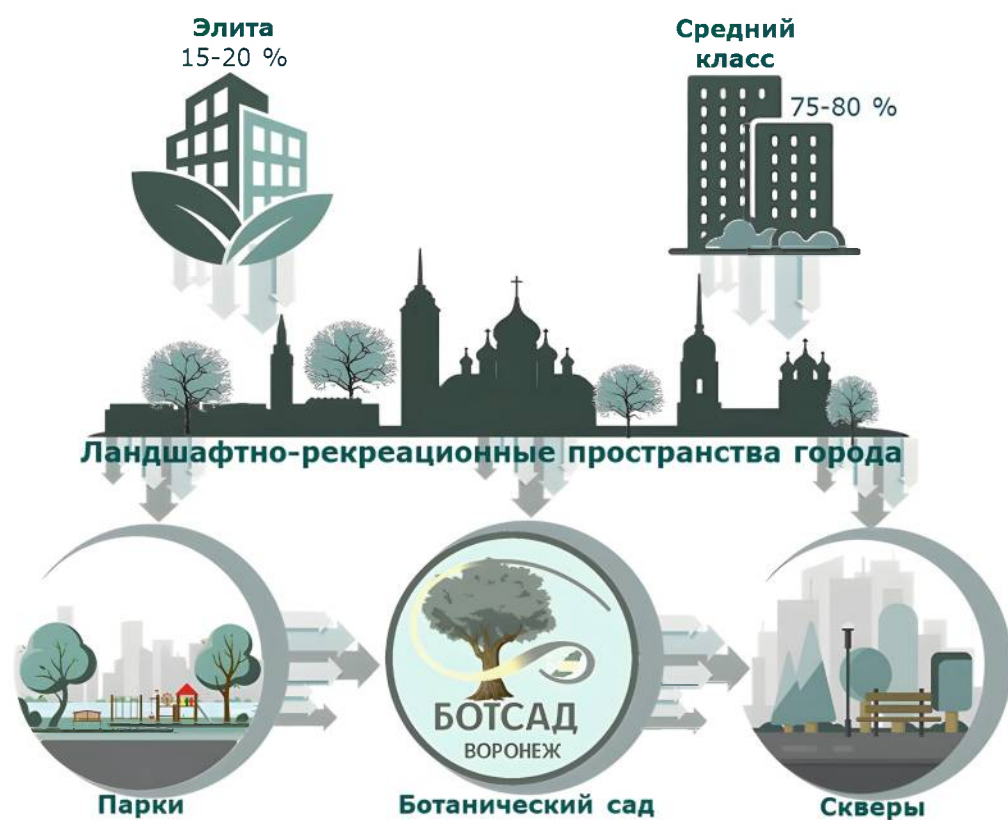 Элита
15-20 %
Средний
класс
75-80 %
Ландшафтно-рекреационные пространства города
БОТСАД
ВОРОНЕЖ
Парки
Ботанический сад
Скверы